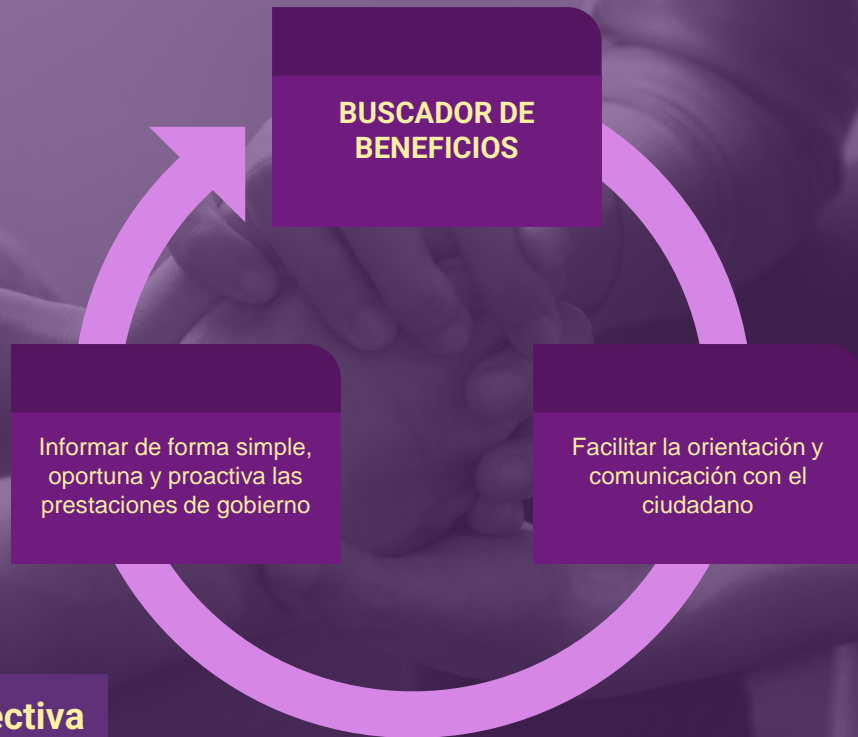 BUSCADOR DE
BENEFICIOS
Informar de forma simple,
oportuna y proactiva las
prestaciones de gobierno
Facilitar la orientación y
comunicación con el
ciudadano
ectiva